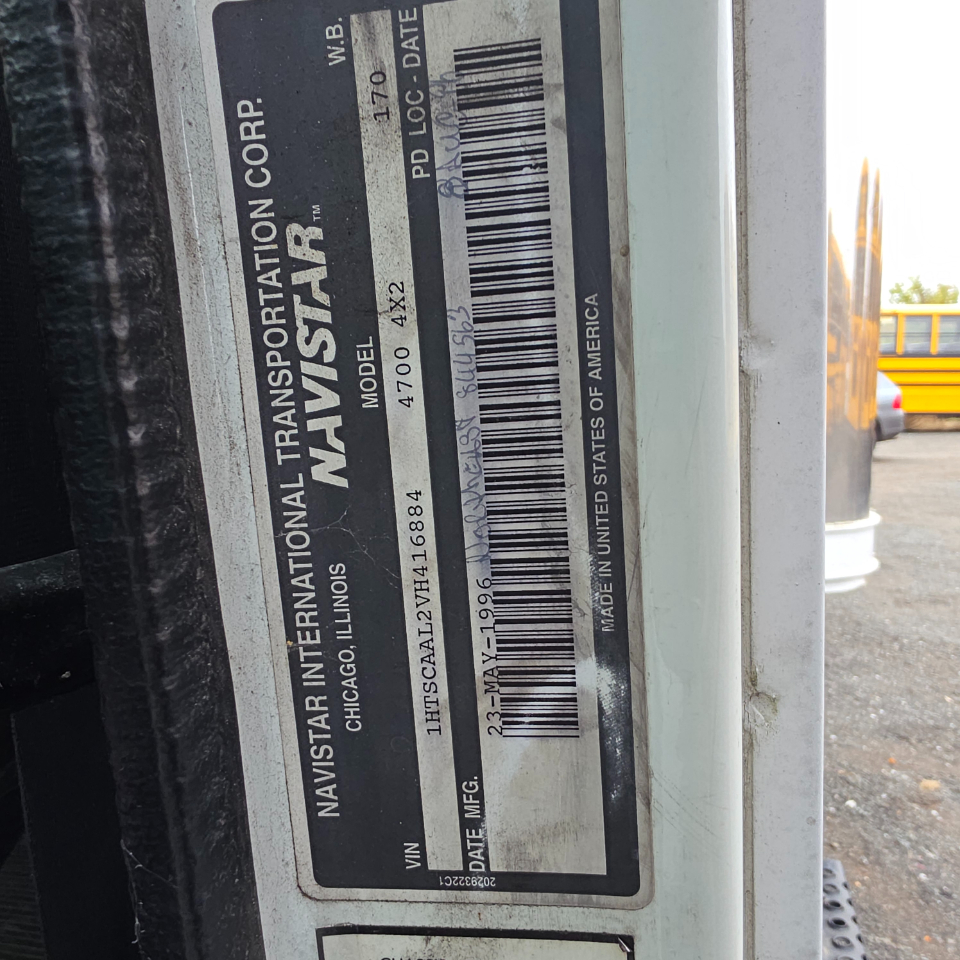 NAVISTAR INTERNATIONAL TRANSPORTATION CORP.
CHICAGO, ILLINOIS
NAVISTAR™
VIN MODEL W.B.
1HTSCAAL2VH416884 4700 4X2 170
DATE MFG. PD LOC - DATE
23-MAY-1996
MADE IN UNITED STATES OF AMERICA
2029322C1